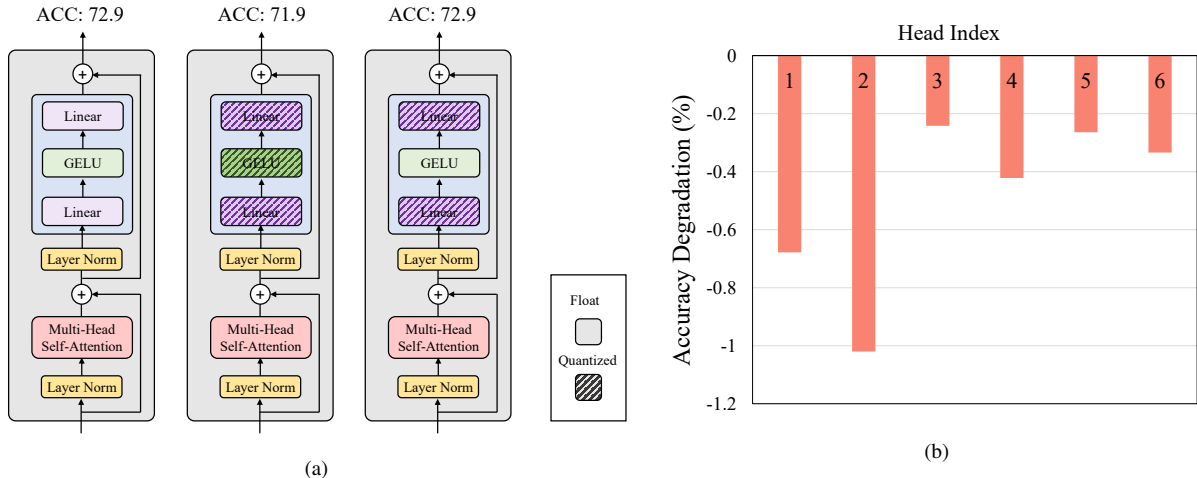 ACC: 72.9
Linear
GELU
Linear
Layer Norm
+
Multi-Head
Self-Attention
Layer Norm
+
ACC: 71.9
Linear
GELU
Linear
Layer Norm
+
Multi-Head
Self-Attention
Layer Norm
+
ACC: 72.9
Linear
GELU
Linear
Layer Norm
+
Multi-Head
Self-Attention
Layer Norm
+
Float
Quantized
(a)
Head Index
Accuracy Degradation (%)
0
-0.2
-0.4
-0.6
-0.8
-1
-1.2
1 2 3 4 5 6
(b)